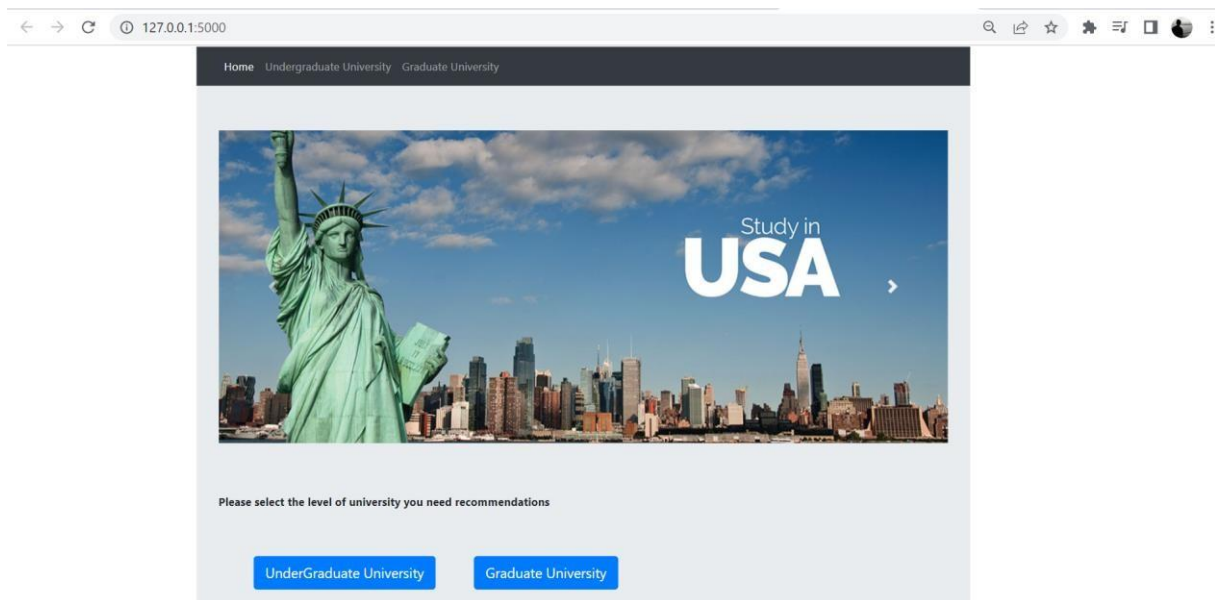 127.0.0.1:5000
Home Undergraduate University Graduate University
Study in
USA
Please select the level of university you need recommendations
UnderGraduate University Graduate University